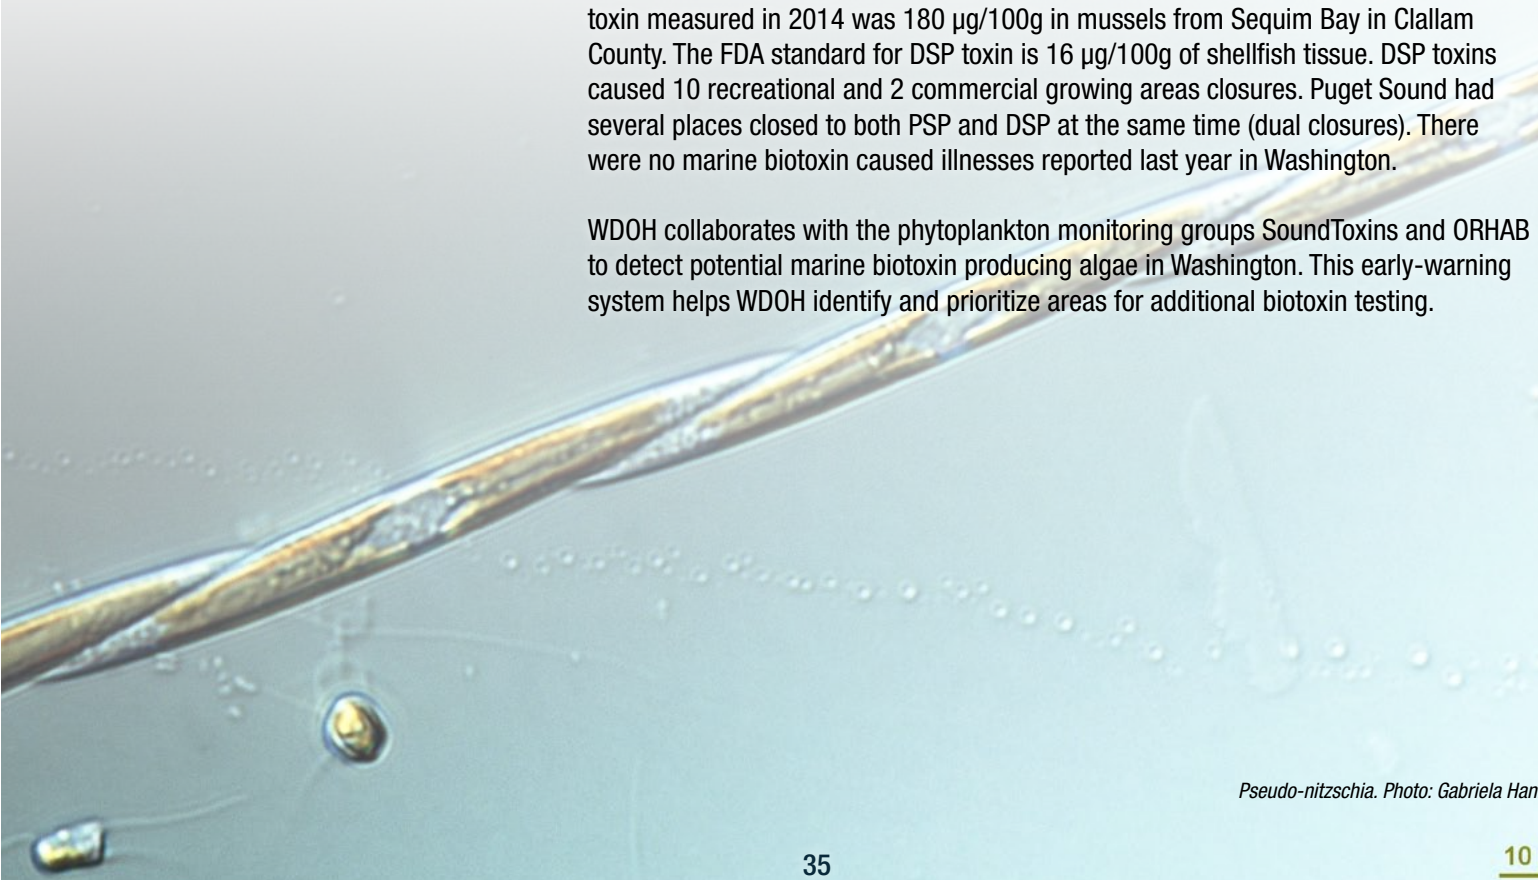 toxin measured in 2014 was 180 µg/100g in mussels from Sequim Bay in Clallam
County. The FDA standard for DSP toxin is 16 µg/100g of shellfish tissue. DSP toxins
caused 10 recreational and 2 commercial growing areas closures. Puget Sound had
several places closed to both PSP and DSP at the same time (dual closures). There
were no marine biotoxin caused illnesses reported last year in Washington.
WDOH collaborates with the phytoplankton monitoring groups SoundToxins and ORHAB
to detect potential marine biotoxin producing algae in Washington. This early-warning
system helps WDOH identify and prioritize areas for additional biotoxin testing.
Pseudo-nitzschia. Photo: Gabriela Han
35
10